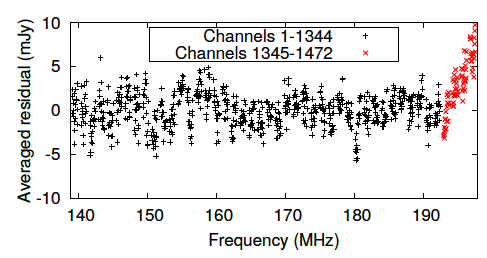 10
5
0
-5
-10
Averaged residual (mJy)
Channels 1-1344
Channels 1345-1472
140 150 160 170 180 190
Frequency (MHz)